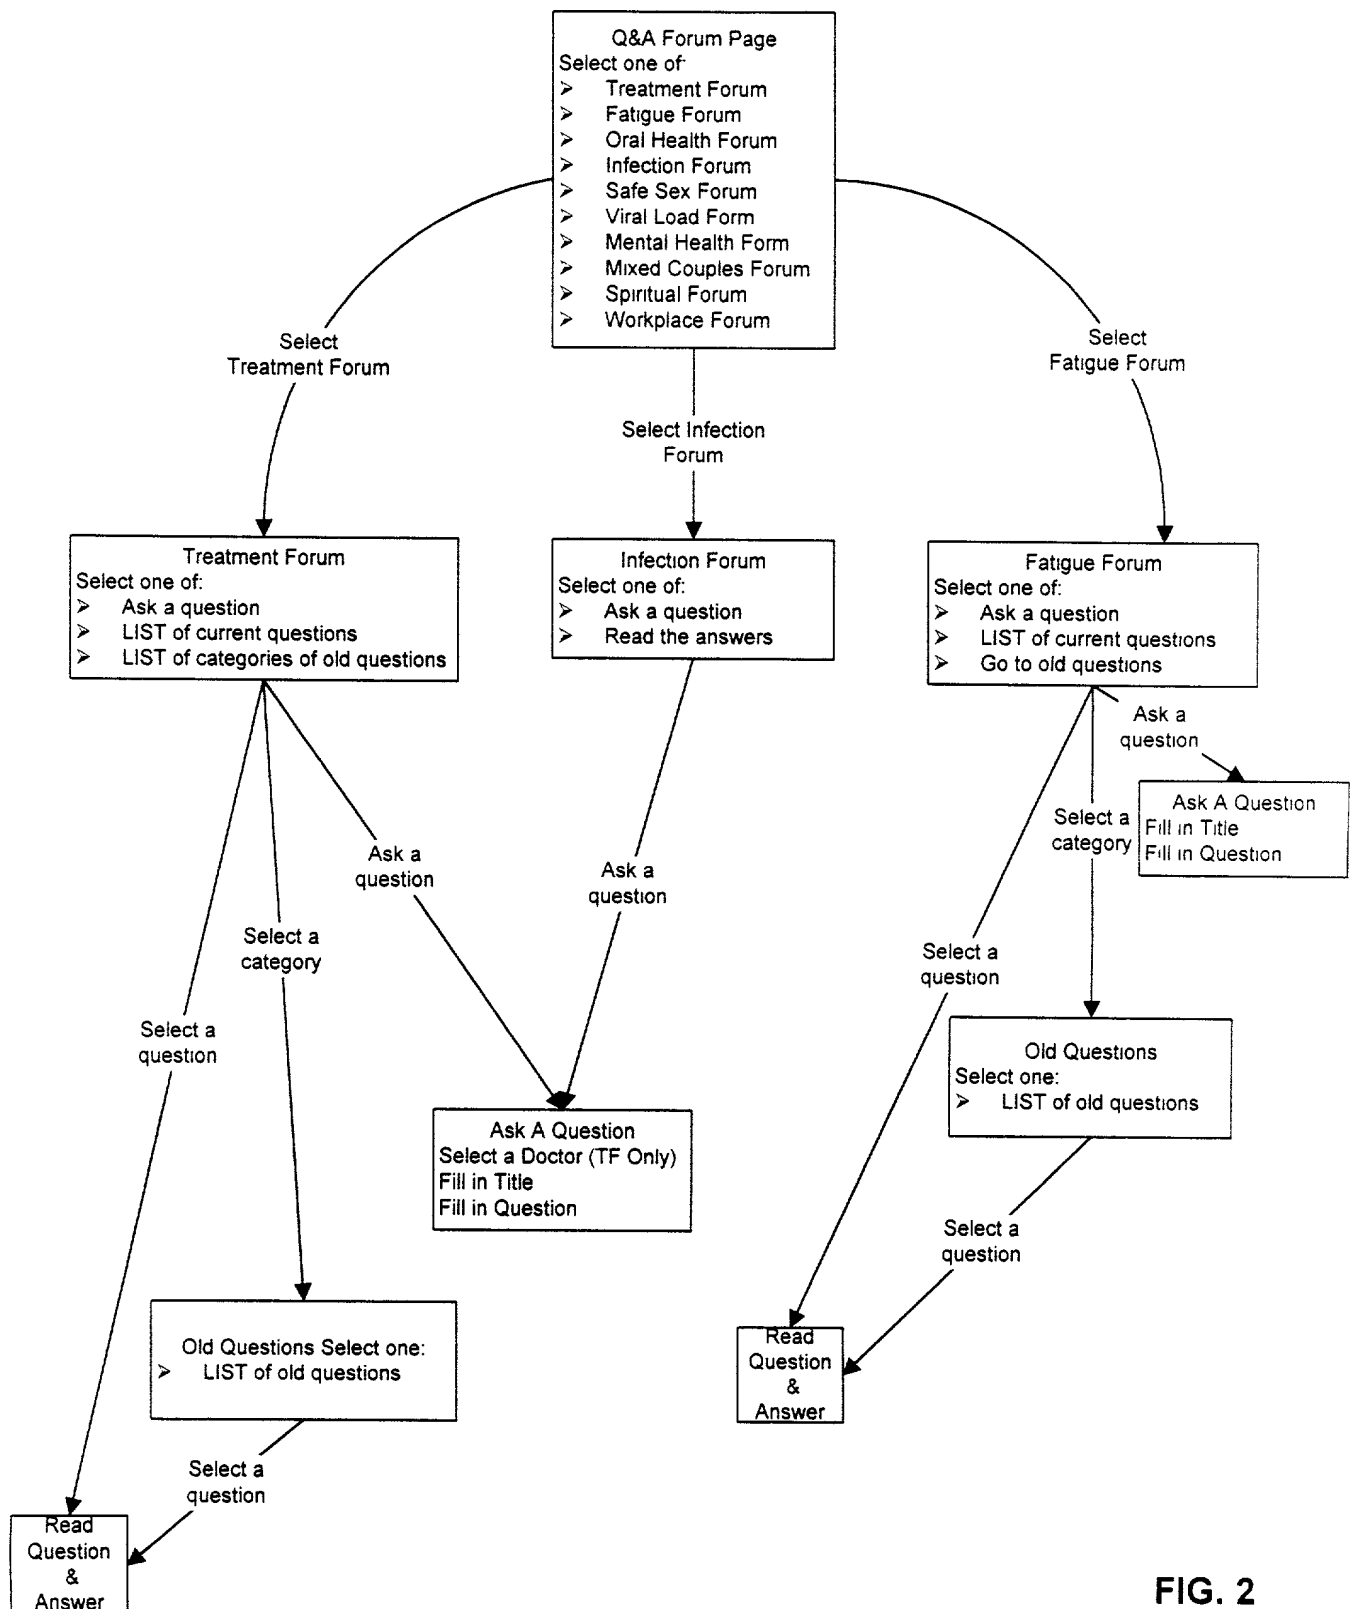 Q&A Forum Page
Select one of
➢ Treatment Forum
➢ Fatigue Forum
➢ Oral Health Forum
➢ Infection Forum
➢ Safe Sex Forum
➢ Viral Load Form
➢ Mental Health Form
➢ Mixed Couples Forum
➢ Spiritual Forum
➢ Workplace Forum
Select
Treatment Forum
Select Infection
Forum
Select
Fatigue Forum
Treatment Forum
Select one of:
➢ Ask a question
➢ LIST of current questions
➢ LIST of categories of old questions
Infection Forum
Select one of:
➢ Ask a question
➢ Read the answers
Fatigue Forum
Select one of:
➢ Ask a question
➢ LIST of current questions
➢ Go to old questions
Ask a
question
Ask A Question
Fill in Title
Fill in Question
Select a
category
Ask a
question
Ask a
question
Select a
category
Select a
question
Select a
question
Old Questions
Select one:
➢ LIST of old questions
Ask A Question
Select a Doctor (TF Only)
Fill in Title
Fill in Question
Select a
question
Old Questions Select one:
➢ LIST of old questions
Read
Question
&
Answer
Select a
question
Read
Question
&
Answer
FIG. 2